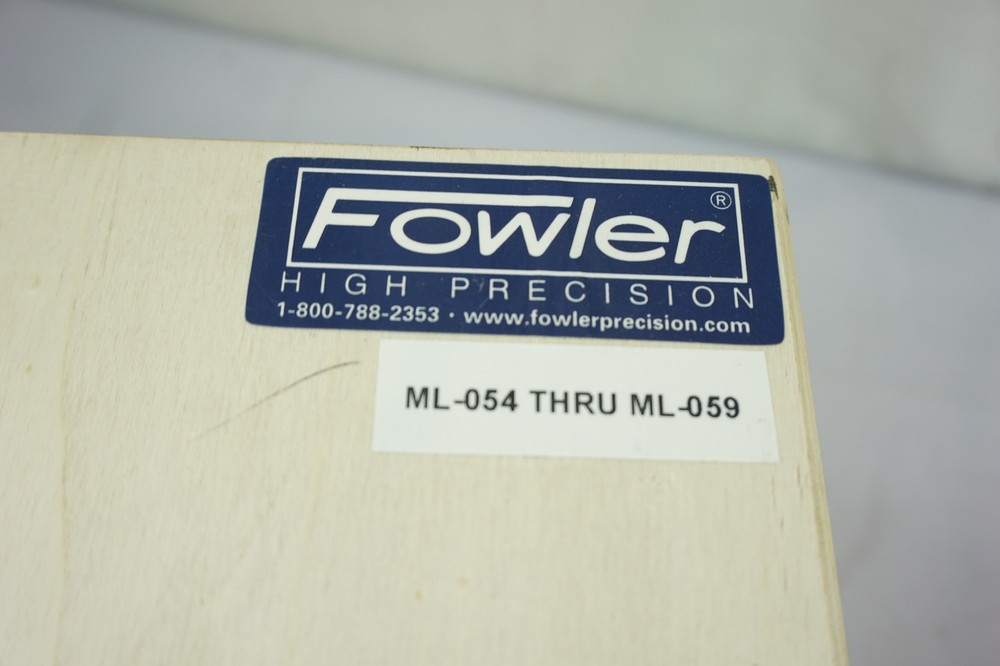 Fowler®
HIGH PRECISION
1-800-788-2353 · www.fowlerprecision.com
ML-054 THRU ML-059